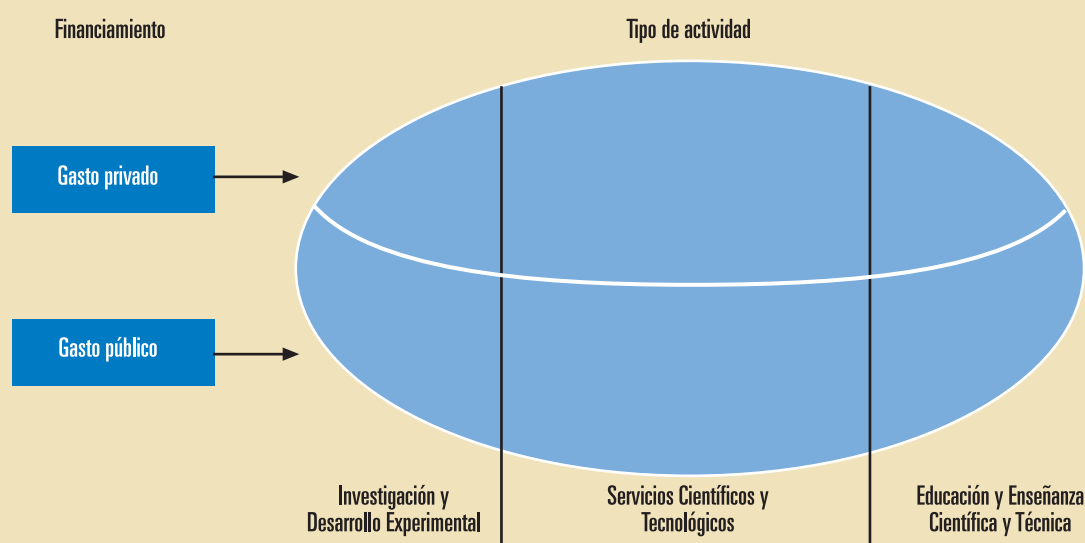 Financiamiento
Tipo de actividad
Gasto privado
Gasto público
Investigación y
Desarrollo Experimental
Servicios Científicos y
Tecnológicos
Educación y Enseñanza
Científica y Técnica